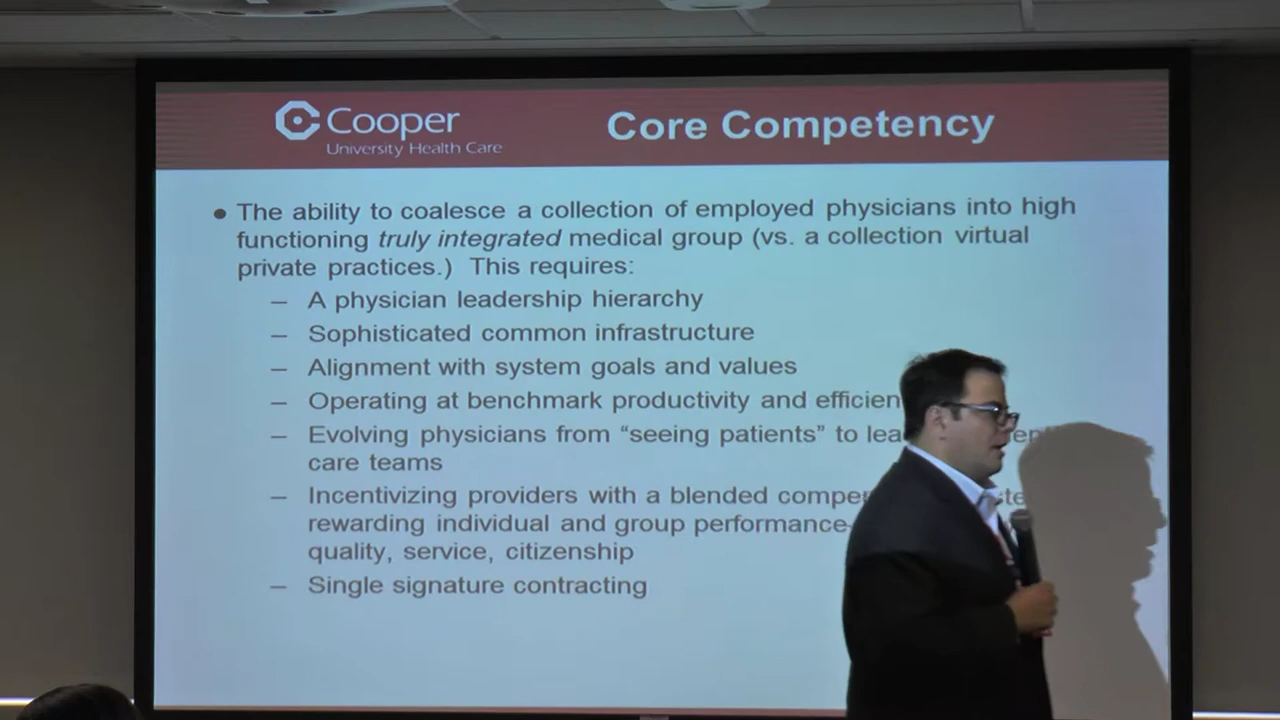 Cooper
University Health Care
Core Competency
The ability to coalesce a collection of employed physicians into high
functioning truly integrated medical group (vs. a collection virtual
private practices.) This requires:
– A physician leadership hierarchy
– Sophisticated common infrastructure
– Alignment with system goals and values
– Operating at benchmark productivity and
– Evolving physicians from “seeing patients” to
care teams
– Incentivizing providers with a blended
rewarding individual and group performance
quality, service, citizenship
– Single signature contracting